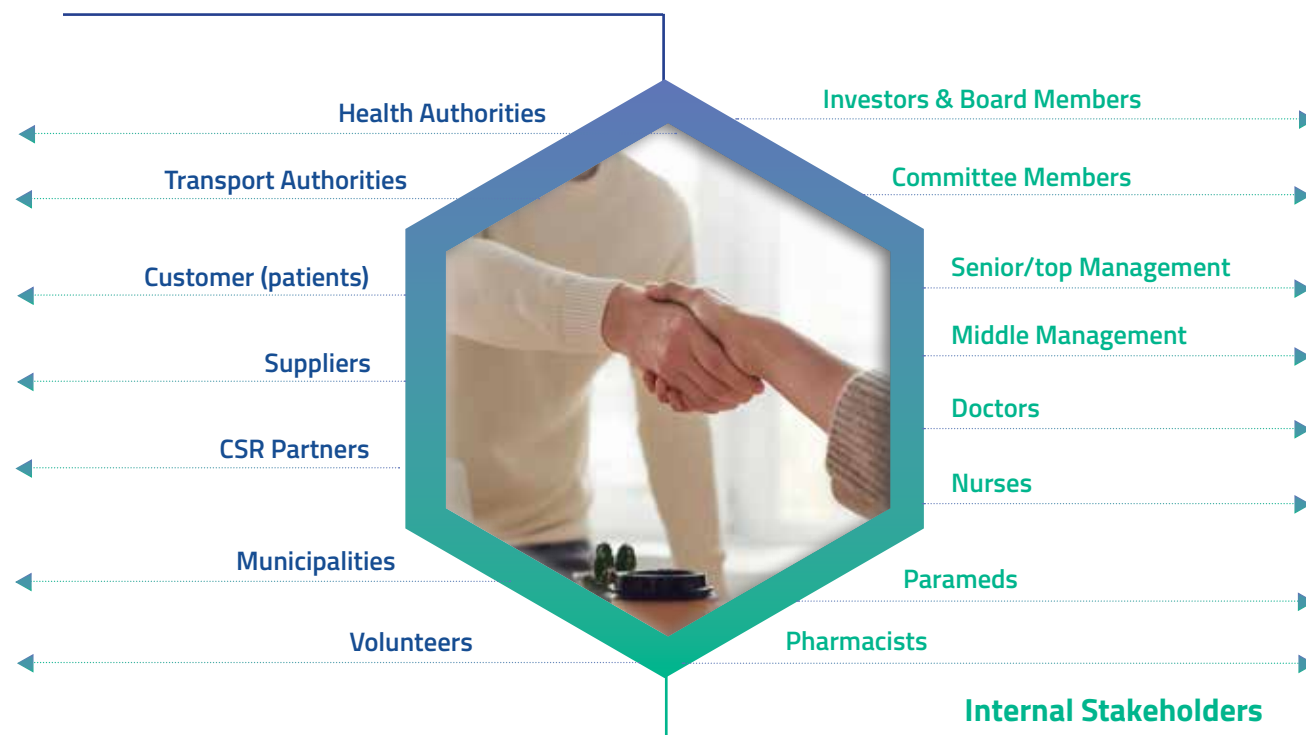 Health Authorities
Transport Authorities
Customer (patients)
Suppliers
CSR Partners
Municipalities
Volunteers
Investors & Board Members
Committee Members
Senior/top Management
Middle Management
Doctors
Nurses
Parameds
Pharmacists
Internal Stakeholders